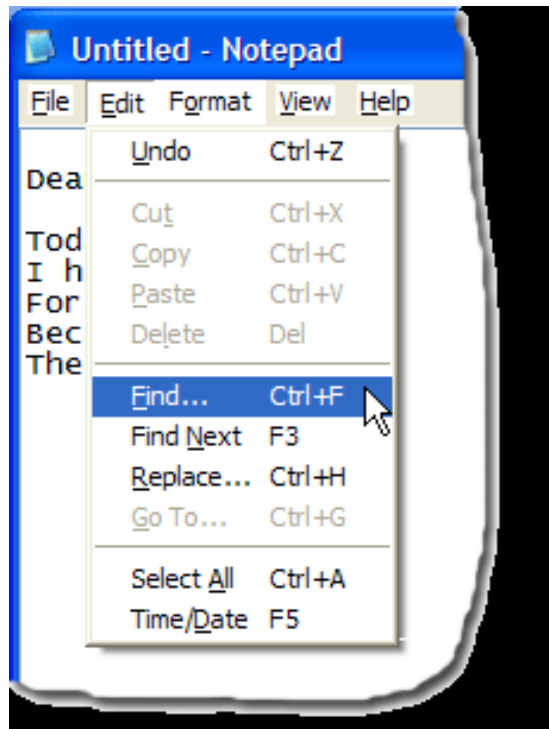 Untitled - Notepad
File Edit Format View Help
Undo Ctrl+Z
Dea
Cut Ctrl+X
Tod
Copy Ctrl+C
I h
Paste Ctrl+V
For
Delete Del
Bec
The
Find... Ctrl+F
Find Next F3
Replace... Ctrl+H
Go To... Ctrl+G
Select All Ctrl+A
Time/Date F5